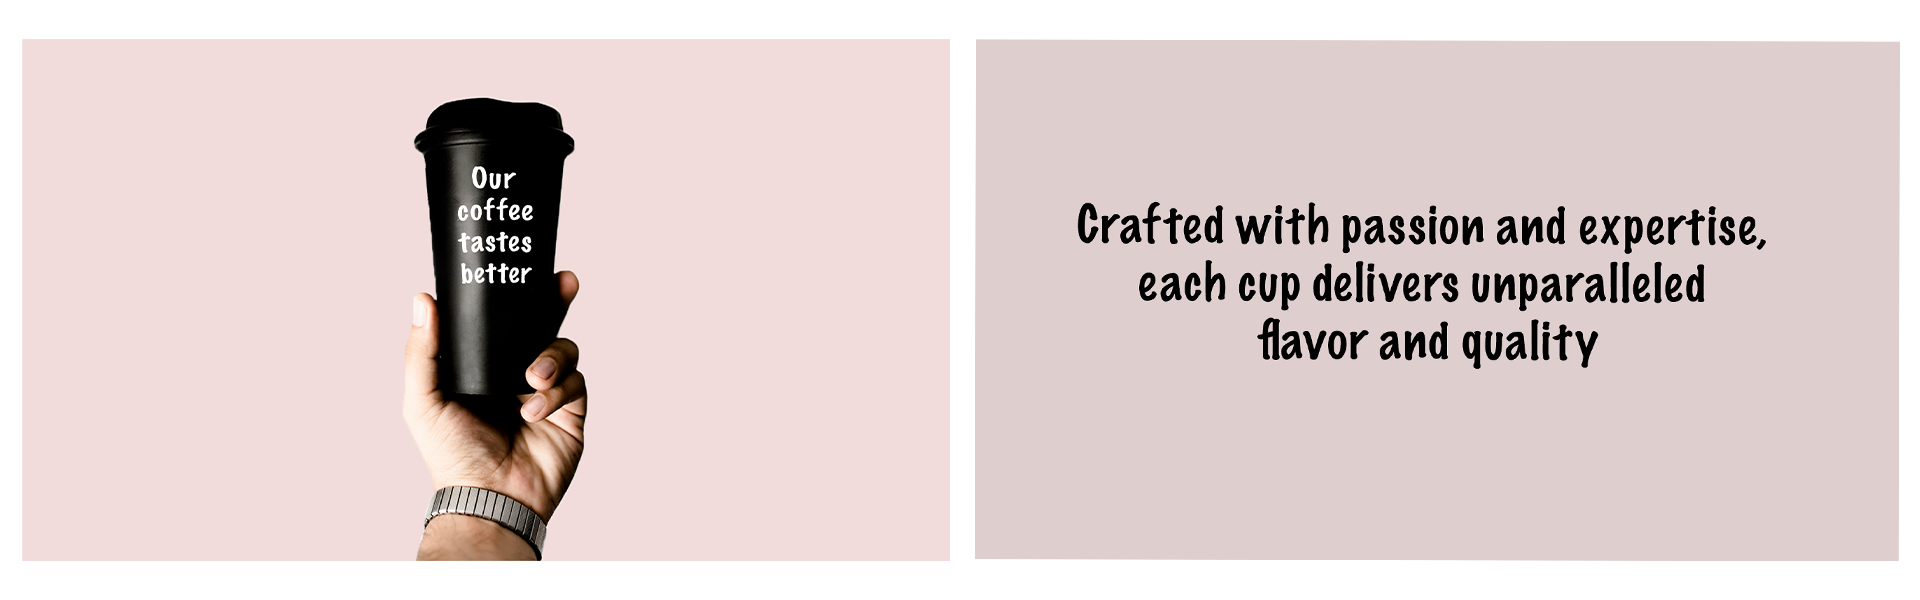 Our
coffee
tastes
better
Crafted with passion and expertise,
each cup delivers unparalleled
flavor and quality